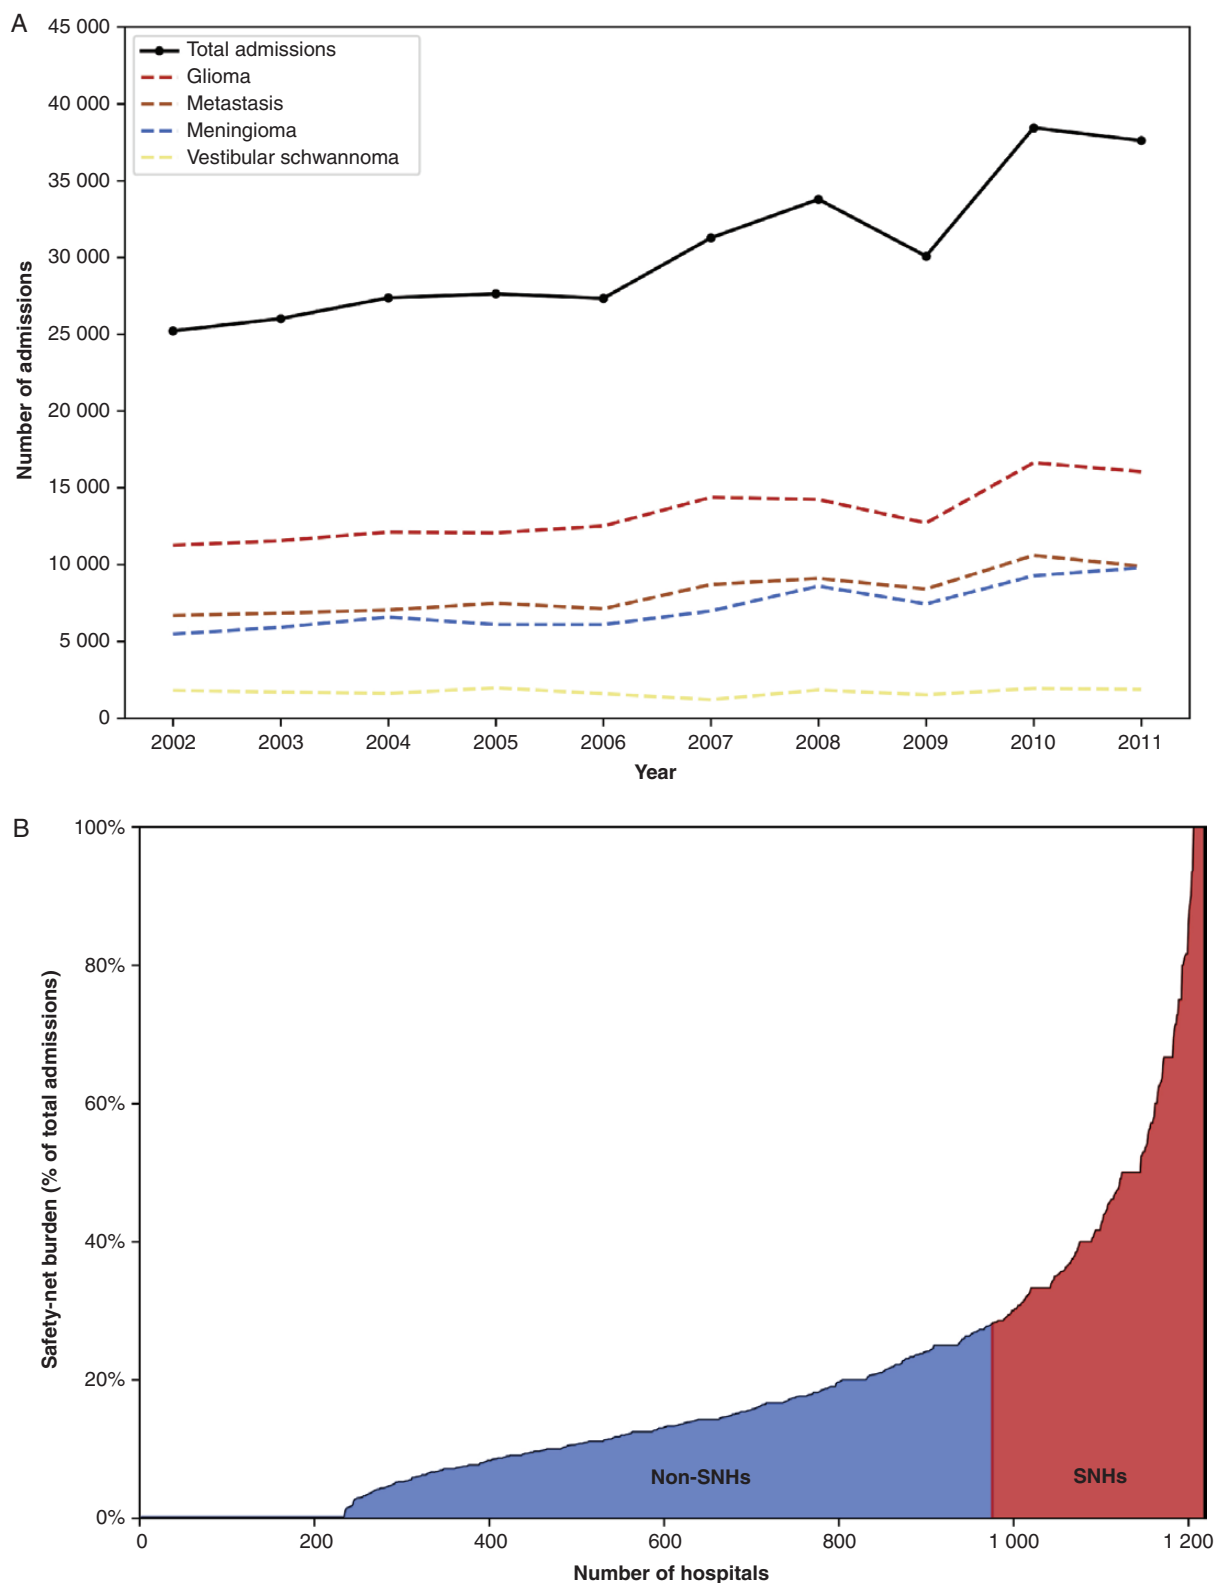 A
45 000
40 000
35 000
30 000
25 000
20 000
15 000
10 000
5 000
0
Number of admissions
Total admissions
Glioma
Metastasis
Meningioma
Vestibular schwannoma
2002 2003 2004 2005 2006 2007 2008 2009 2010 2011
Year
B
100%
80%
60%
40%
20%
0%
Safety-net burden (% of total admissions)
Non-SNHs
SNHs
0 200 400 600 800 1 000 1 200
Number of hospitals